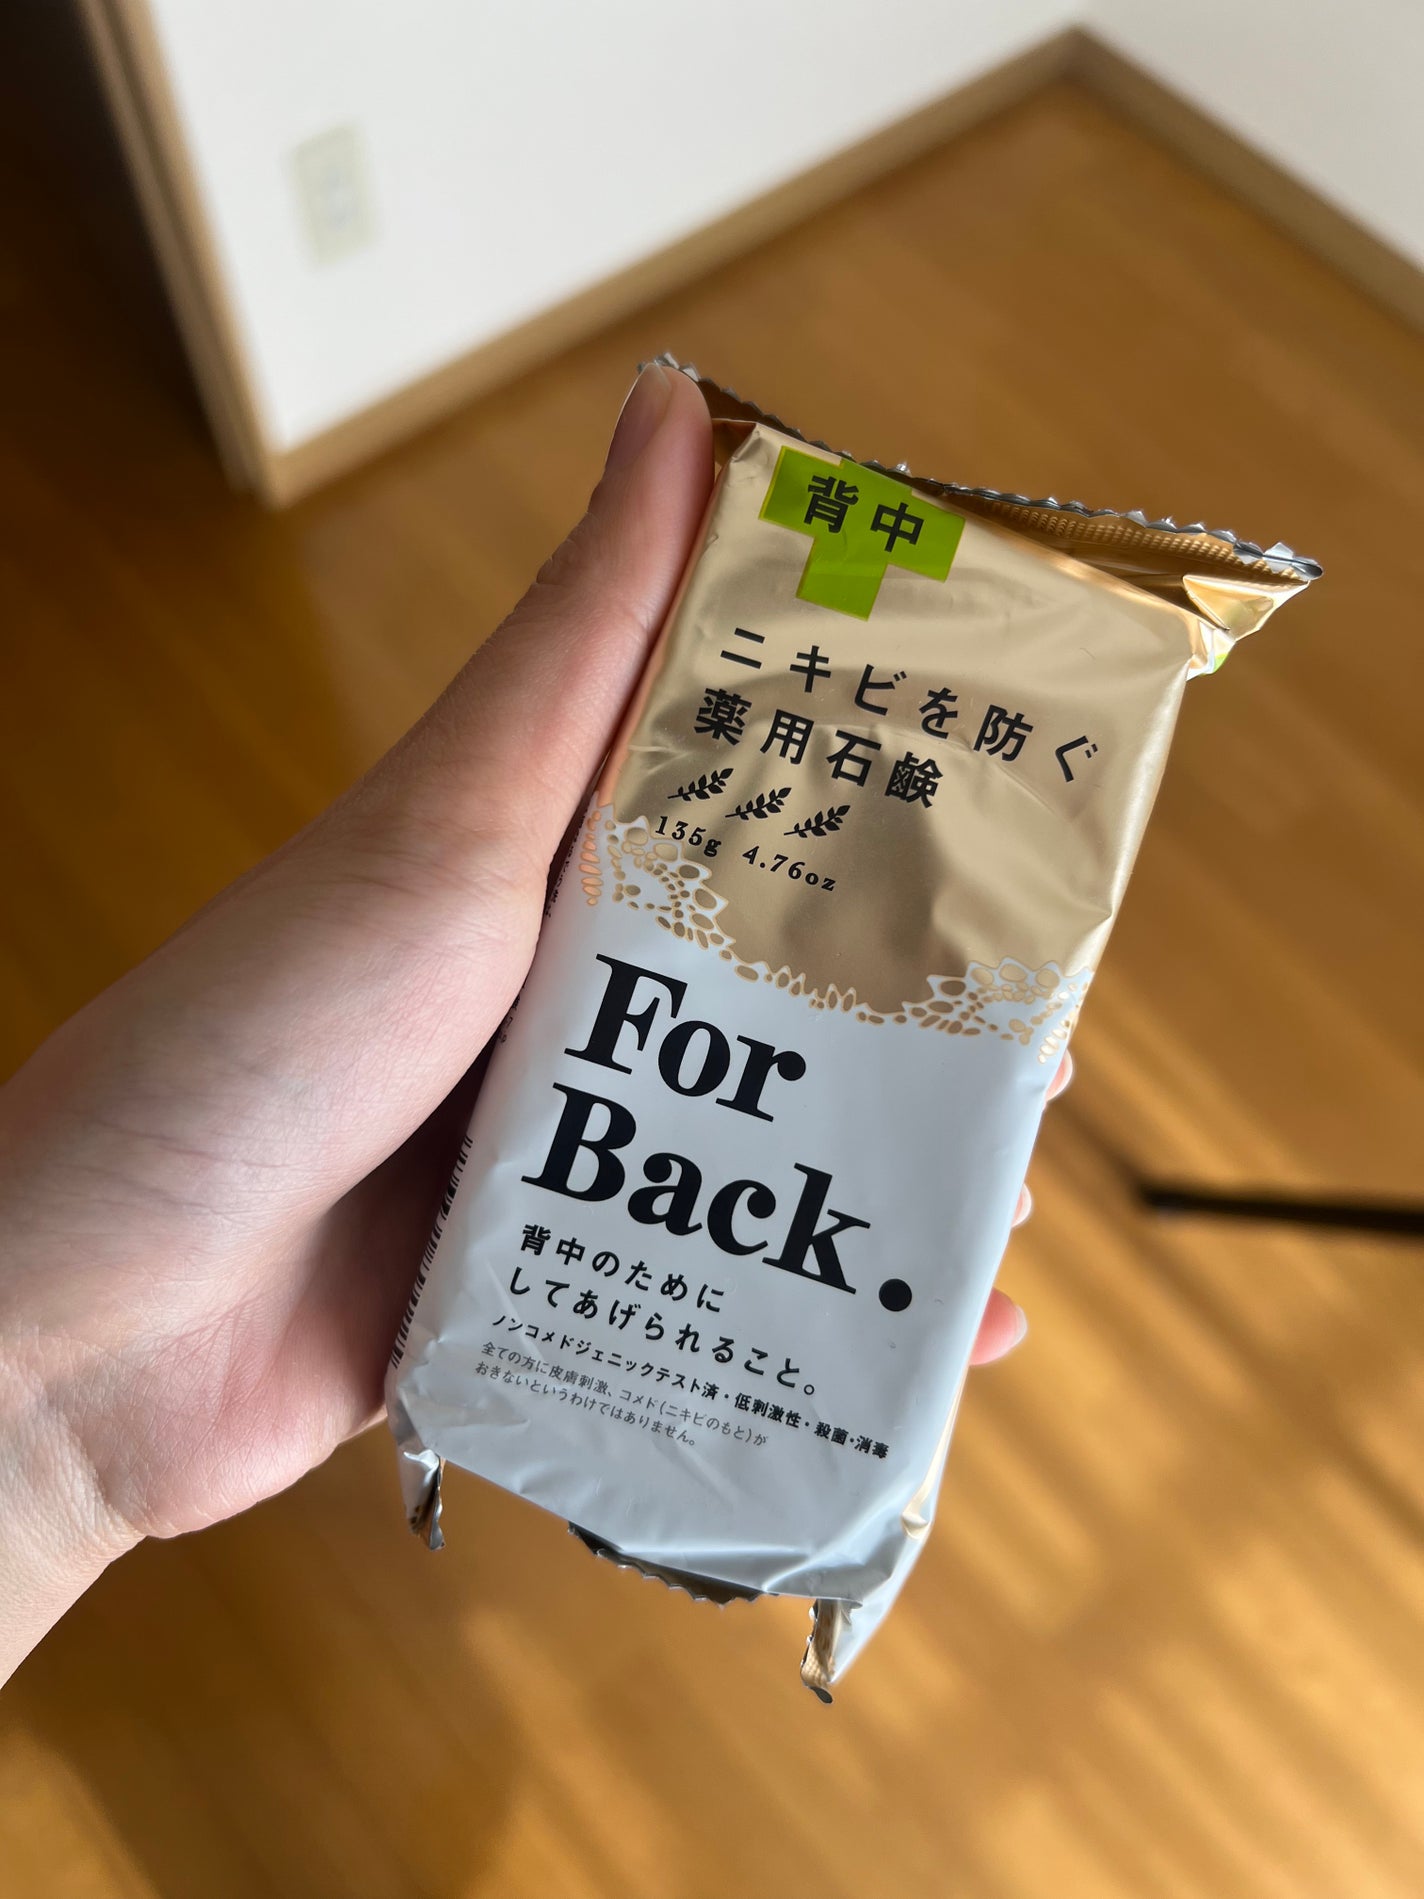 背中
ニキビを防ぐ
薬用石鹸
135g 4.76oz
For
Back.
背中のために
してあげられること。
ノンコメドジェニックテスト済・低刺激性・殺菌・消毒
全ての方に皮膚刺激、コメド(ニキビのもと)が
おきないというわけではありません。